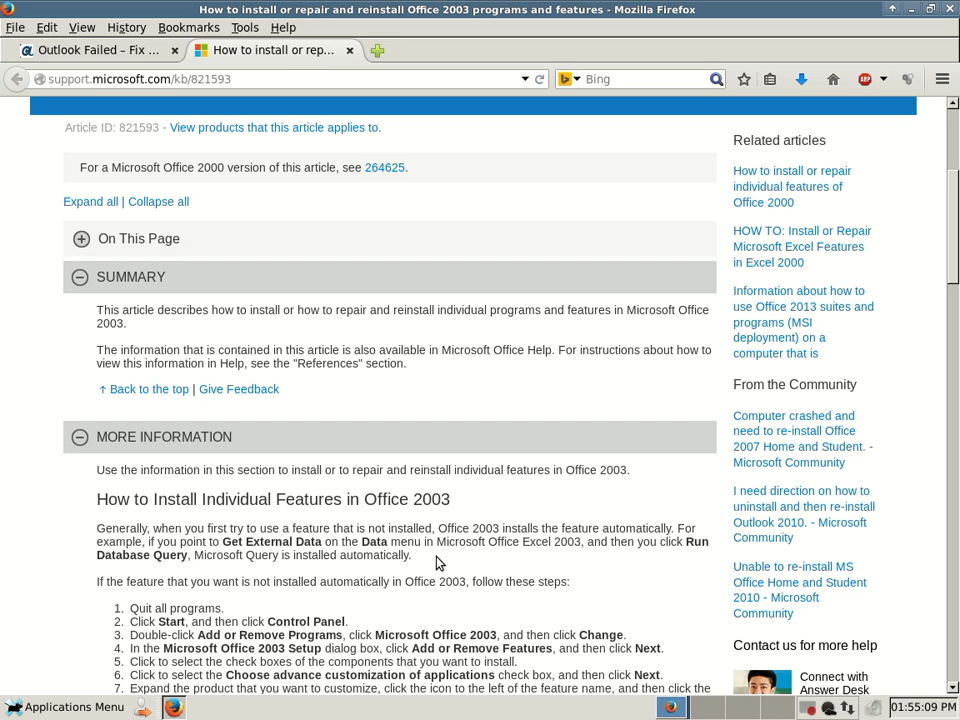 How to install or repair and reinstall Office 2003 programs and features - Mozilla Firefox
File Edit View History Bookmarks Tools Help
Outlook Failed – Fix ...
How to install or rep...
support.microsoft.com/kb/821593
Bing
ABP
Article ID: 821593 - View products that this article applies to.
For a Microsoft Office 2000 version of this article, see 264625.
Expand all | Collapse all
On This Page
SUMMARY
This article describes how to install or how to repair and reinstall individual programs and features in Microsoft Office
2003.
The information that is contained in this article is also available in Microsoft Office Help. For instructions about how to
view this information in Help, see the "References" section.
↑ Back to the top | Give Feedback
MORE INFORMATION
Use the information in this section to install or to repair and reinstall individual features in Office 2003.
How to Install Individual Features in Office 2003
Generally, when you first try to use a feature that is not installed, Office 2003 installs the feature automatically. For
example, if you point to Get External Data on the Data menu in Microsoft Office Excel 2003, and then you click Run
Database Query, Microsoft Query is installed automatically.
If the feature that you want is not installed automatically in Office 2003, follow these steps:
1. Quit all programs.
2. Click Start, and then click Control Panel.
3. Double-click Add or Remove Programs, click Microsoft Office 2003, and then click Change.
4. In the Microsoft Office 2003 Setup dialog box, click Add or Remove Features, and then click Next.
5. Click to select the check boxes of the components that you want to install.
6. Click to select the Choose advance customization of applications check box, and then click Next.
7. Expand the product that you want to customize, click the icon to the left of the feature name, and then click the
Related articles
How to install or repair
individual features of
Office 2000
HOW TO: Install or Repair
Microsoft Excel Features
in Excel 2000
Information about how to
use Office 2013 suites and
programs (MSI
deployment) on a
computer that is
From the Community
Computer crashed and
need to re-install Office
2007 Home and Student. -
Microsoft Community
I need direction on how to
uninstall and then re-install
Outlook 2010. - Microsoft
Community
Unable to re-install MS
Office Home and Student
2010 - Microsoft
Community
Contact us for more help
Connect with
Answer Desk
Applications Menu
01:55:09 PM